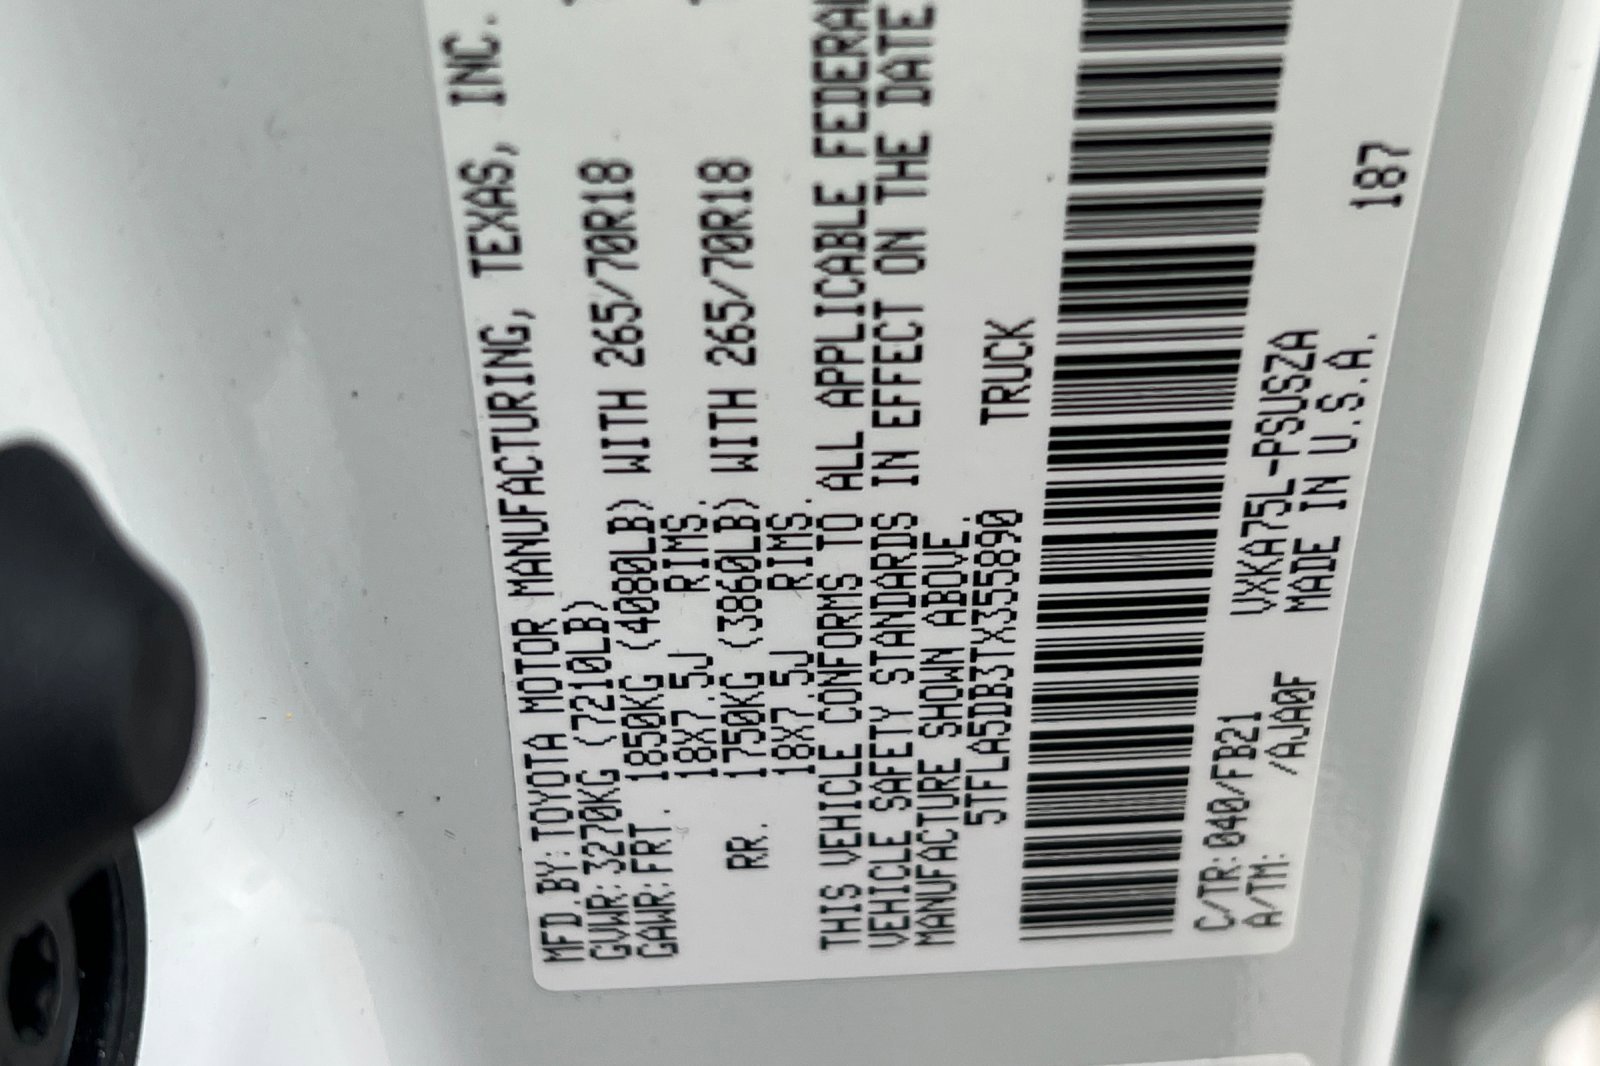 MFD.BY:TOYOTA MOTOR MANUFACTURING, TEXAS, INC.
GVWR:3270KG (7210LB)
GAWR:FRT. 1850KG (4080LB) WITH 265/70R18
18X7.5J RIMS.
RR. 1750KG (3860LB) WITH 265/70R18
18X7.5J RIMS.
THIS VEHICLE CONFORMS TO ALL APPLICABLE FEDERAL
VEHICLE SAFETY STANDARDS IN EFFECT ON THE DATE
MANUFACTURE SHOWN ABOVE.
5TFLA5DB3TX355890 TRUCK
C/TR:040/FB21 VXKA75L-PSUSZA
A/TM: /AJA0F MADE IN U.S.A.
187